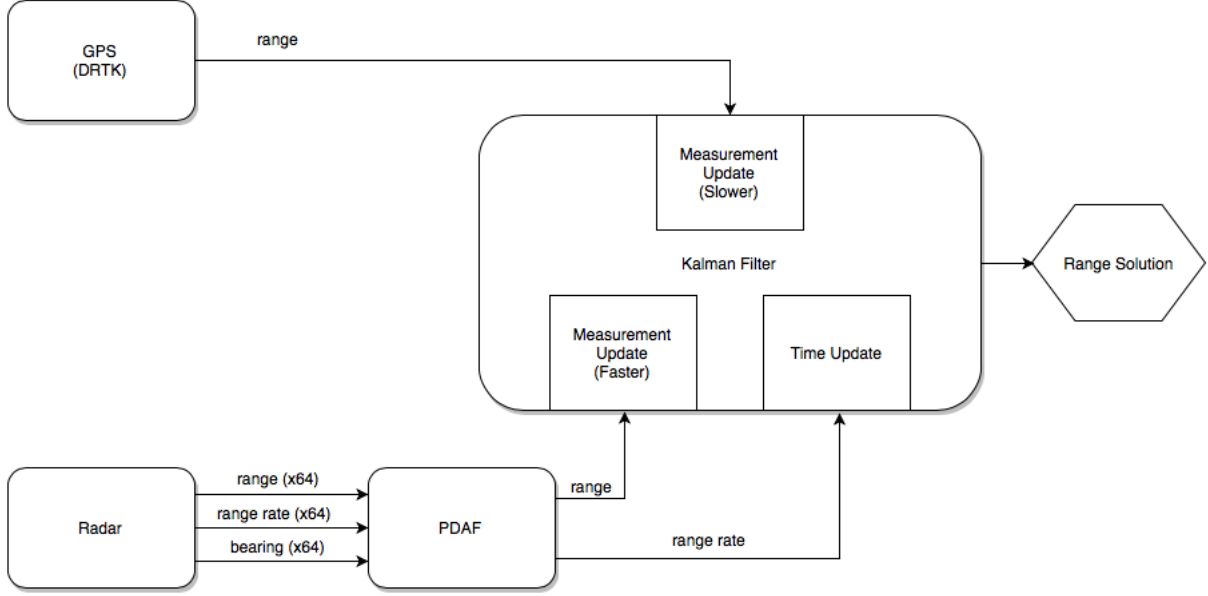 GPS
(DRTK)
range
Measurement
Update
(Slower)
Kalman Filter
Range Solution
Measurement
Update
(Faster)
Time Update
Radar
range (x64)
range rate (x64)
bearing (x64)
PDAF
range
range rate